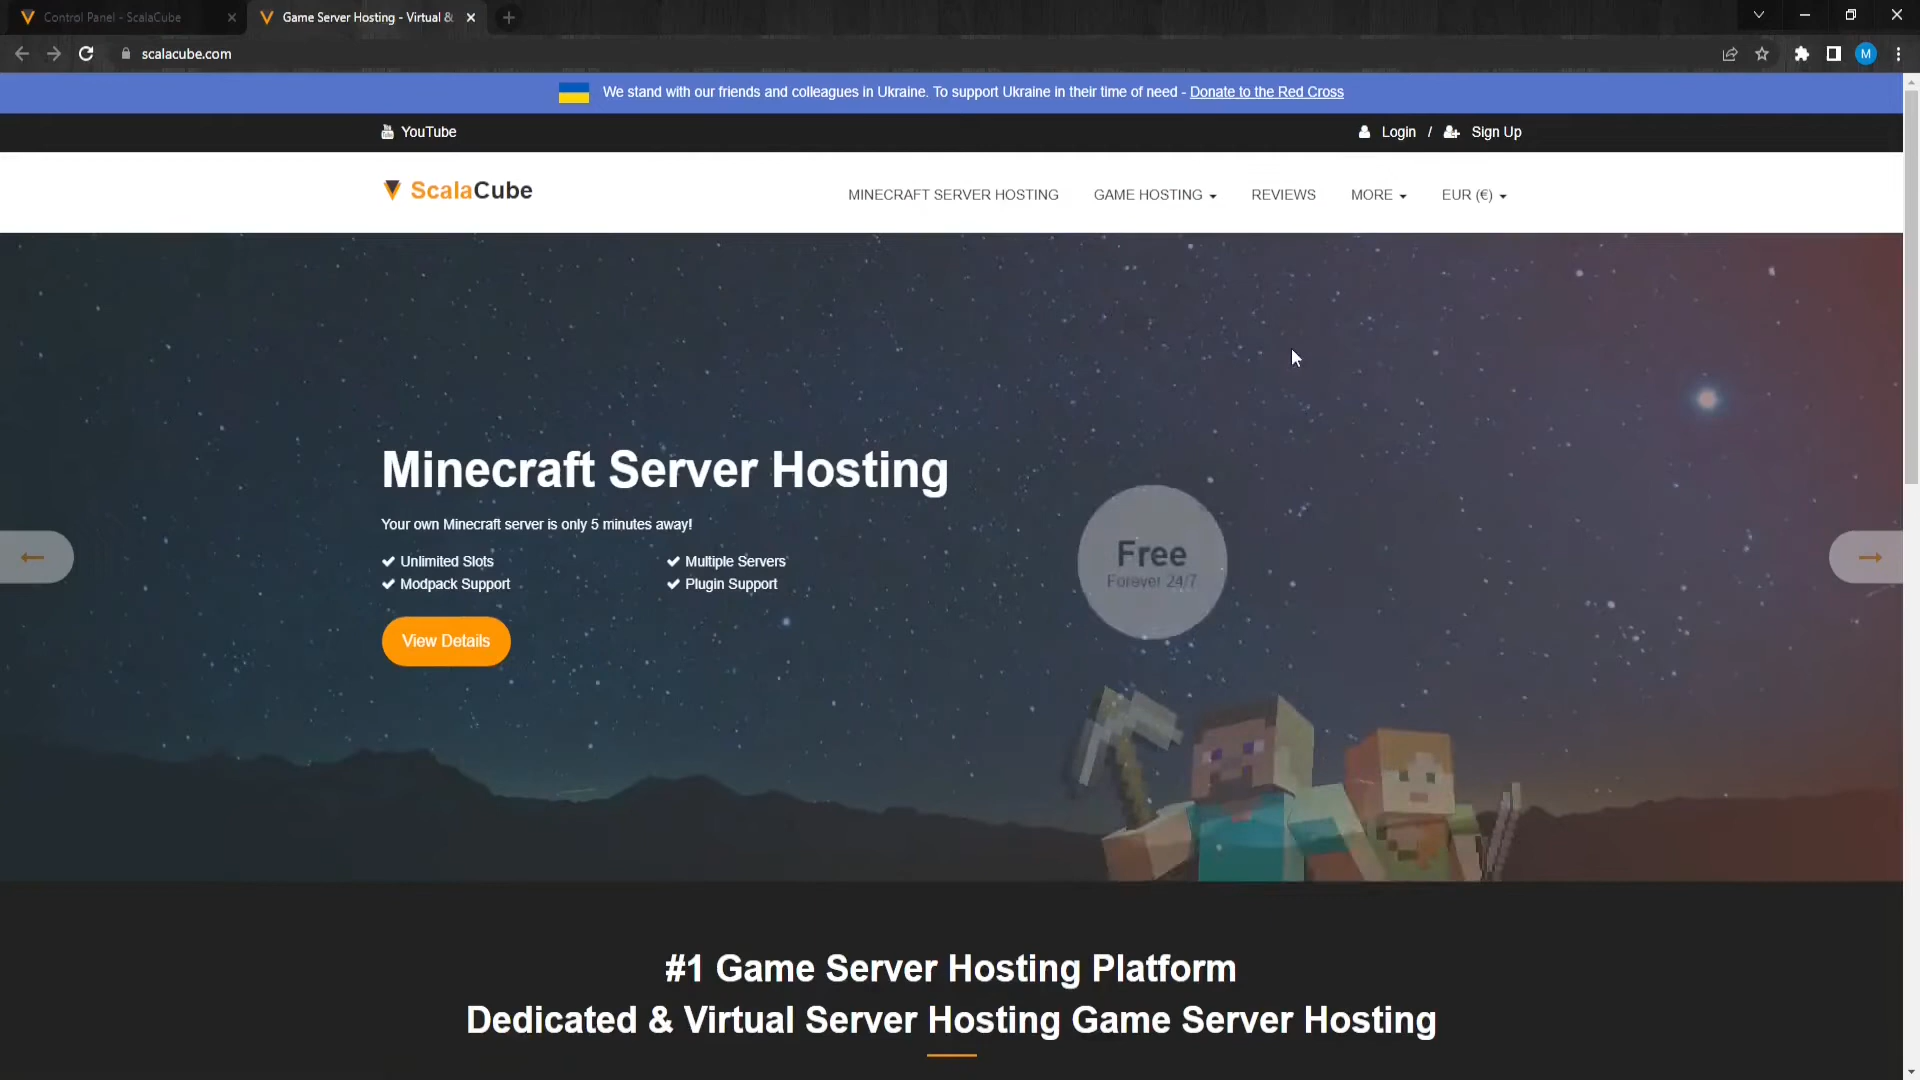 Control Panel - ScalaCube
Game Server Hosting - Virtual &
scalacube.com
M
We stand with our friends and colleagues in Ukraine. To support Ukraine in their time of need - Donate to the Red Cross
YouTube
Login / Sign Up
ScalaCube
MINECRAFT SERVER HOSTING GAME HOSTING REVIEWS MORE EUR (€)
Minecraft Server Hosting
Your own Minecraft server is only 5 minutes away!
Unlimited Slots
Multiple Servers
Modpack Support
Plugin Support
View Details
Free
Forever 24/7
#1 Game Server Hosting Platform
Dedicated & Virtual Server Hosting Game Server Hosting